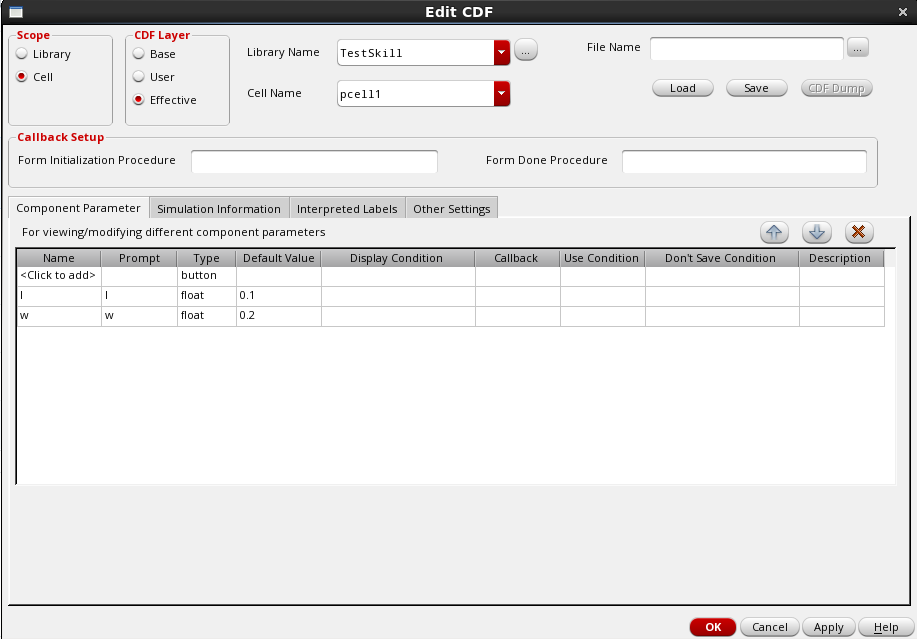 Edit CDF
Scope
Library
Cell
CDF Layer
Base
User
Effective
Library Name TestSkill ...
Cell Name pcell1
File Name ...
Load Save CDF Dump
Callback Setup
Form Initialization Procedure Form Done Procedure
Component Parameter Simulation Information Interpreted Labels Other Settings
For viewing/modifying different component parameters
Name Prompt Type Default Value Display Condition Callback Use Condition Don't Save Condition Description
<Click to add> button
l l float 0.1
w w float 0.2
OK Cancel Apply Help